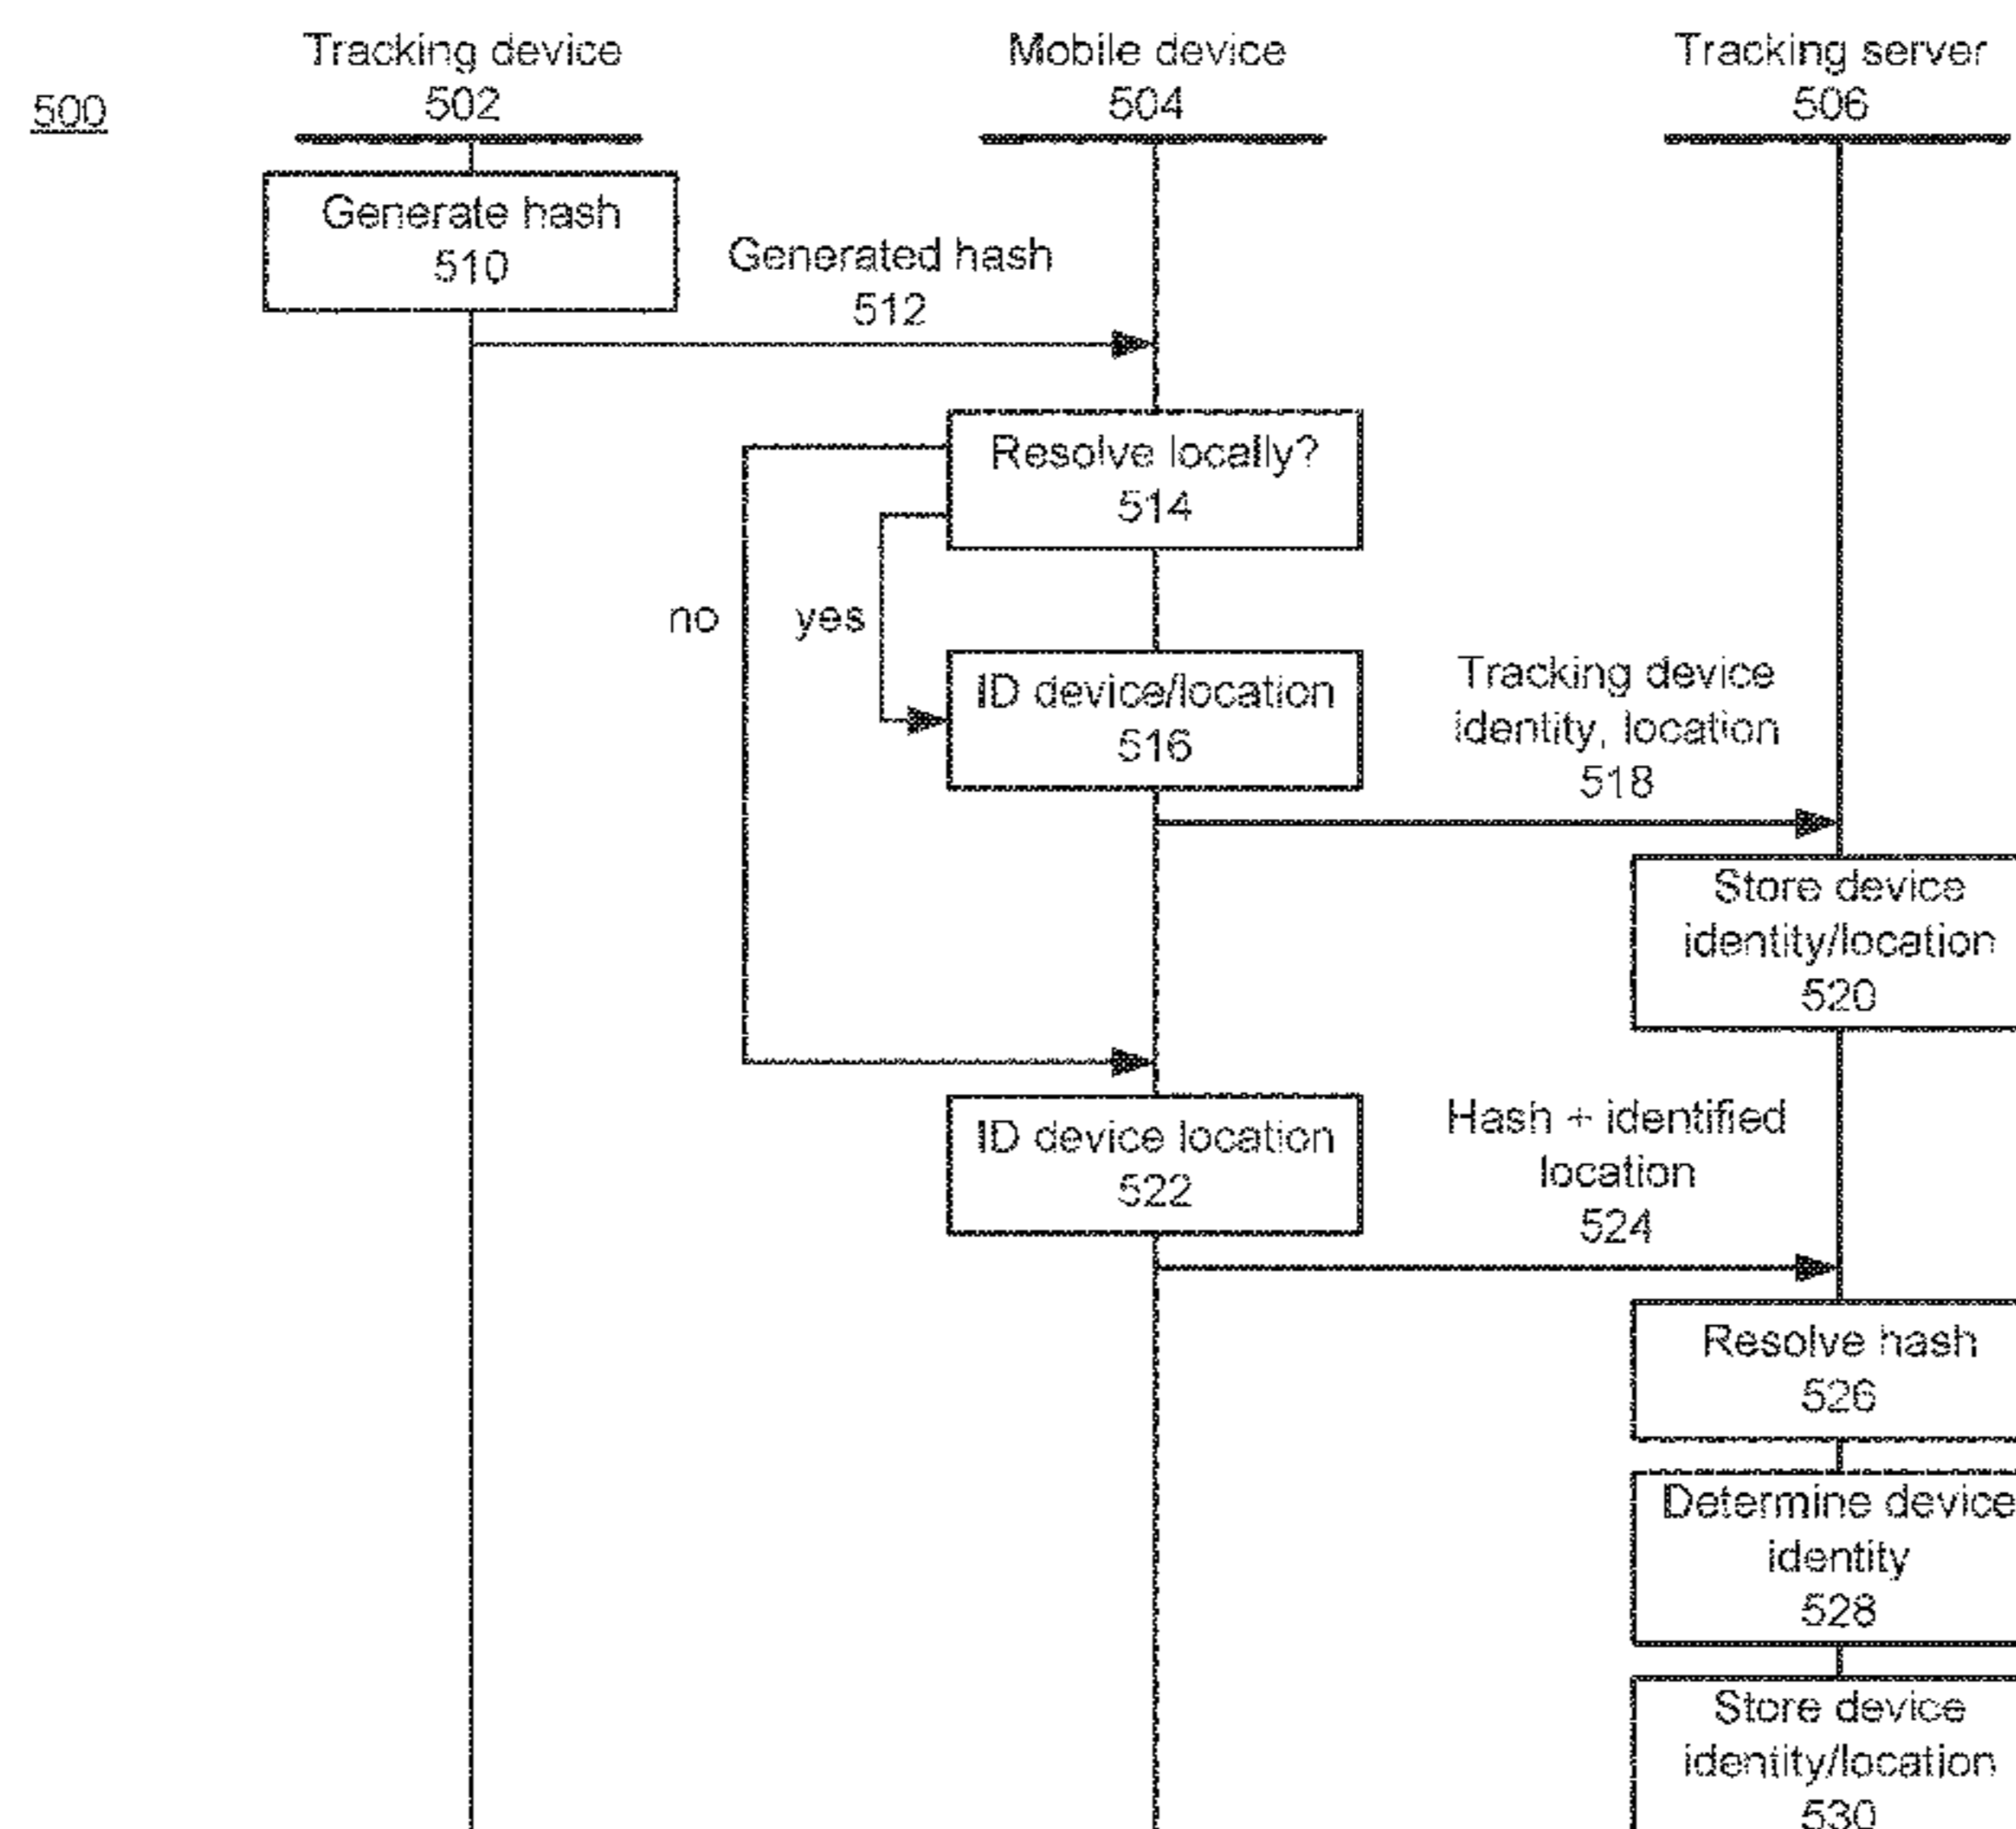 Tracking device
502
Mobile device
504
Tracking server
506
500
Generate hash
510
Generated hash
512
Resolve locally?
514
no
yes
ID device/location
516
Tracking device
identity, location
518
Store device
identity/location
520
ID device location
522
Hash + identified
location
524
Resolve hash
526
Determine device
identity
528
Store device
identity/location
530